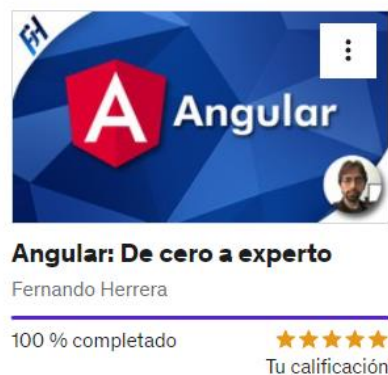 FH
A
Angular
Angular: De cero a experto
Fernando Herrera
100 % completado
Tu calificación